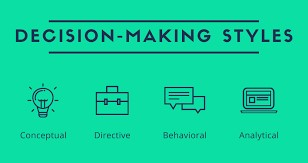 DECISION-MAKING STYLES
Conceptual Directive Behavioral Analytical